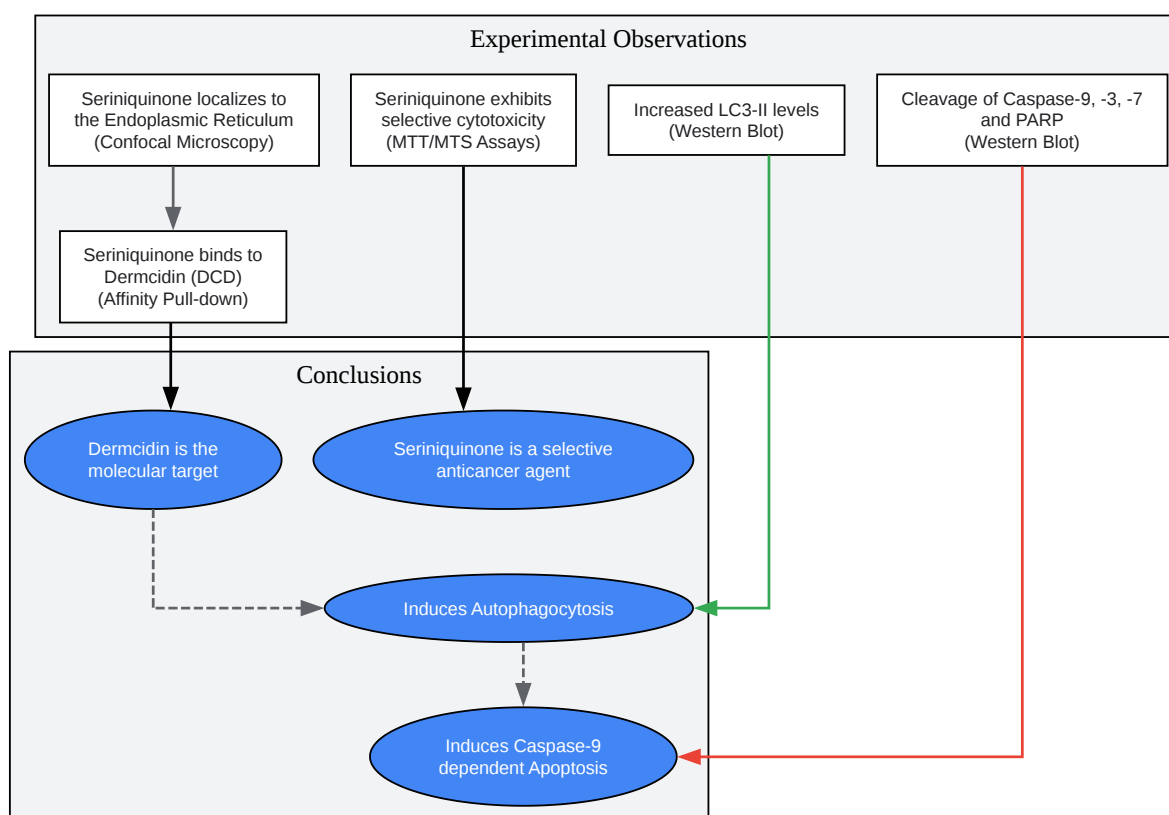 Experimental Observations
Seriniquinone localizes to
the Endoplasmic Reticulum
(Confocal Microscopy)
Seriniquinone exhibits
selective cytotoxicity
(MTT/MTS Assays)
Increased LC3-II levels
(Western Blot)
Cleavage of Caspase-9, -3, -7
and PARP
(Western Blot)
Seriniquinone binds to
Dermcidin (DCD)
(Affinity Pull-down)
Conclusions
Dermcidin is the
molecular target
Seriniquinone is a selective
anticancer agent
Induces Autophagocytosis
Induces Caspase-9
dependent Apoptosis